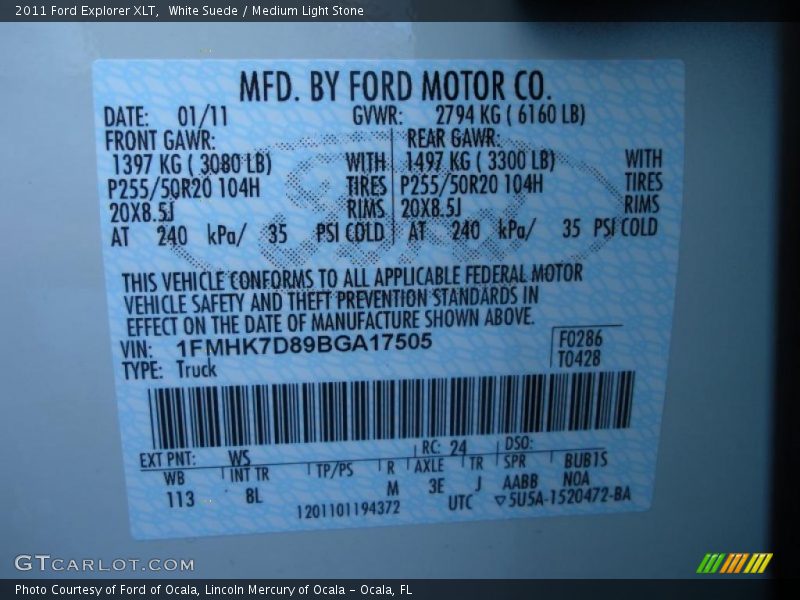 2011 Ford Explorer XLT, White Suede / Medium Light Stone
MFD. BY FORD MOTOR CO.
DATE: 01/11 GVWR: 2794 KG ( 6160 LB)
FRONT GAWR: REAR GAWR:
1397 KG ( 3080 LB) WITH 1497 KG ( 3300 LB) WITH
P255/50R20 104H TIRES P255/50R20 104H TIRES
20X8.5J RIMS 20X8.5J RIMS
AT 240 kPa/ 35 PSI COLD AT 240 kPa/ 35 PSI COLD
THIS VEHICLE CONFORMS TO ALL APPLICABLE FEDERAL MOTOR
VEHICLE SAFETY AND THEFT PREVENTION STANDARDS IN
EFFECT ON THE DATE OF MANUFACTURE SHOWN ABOVE.
VIN: 1FMHK7D89BGA17505 F0286
TYPE: Truck T0428
EXT PNT: WS RC: 24 DSO:
WB INT TR TP/PS R AXLE TR SPR BUB1S
113 8L M 3E J AABB NOA
1201101194372 UTC ▽5U5A-1520472-BA
GTCARLOT.COM
Photo Courtesy of Ford of Ocala, Lincoln Mercury of Ocala – Ocala, FL